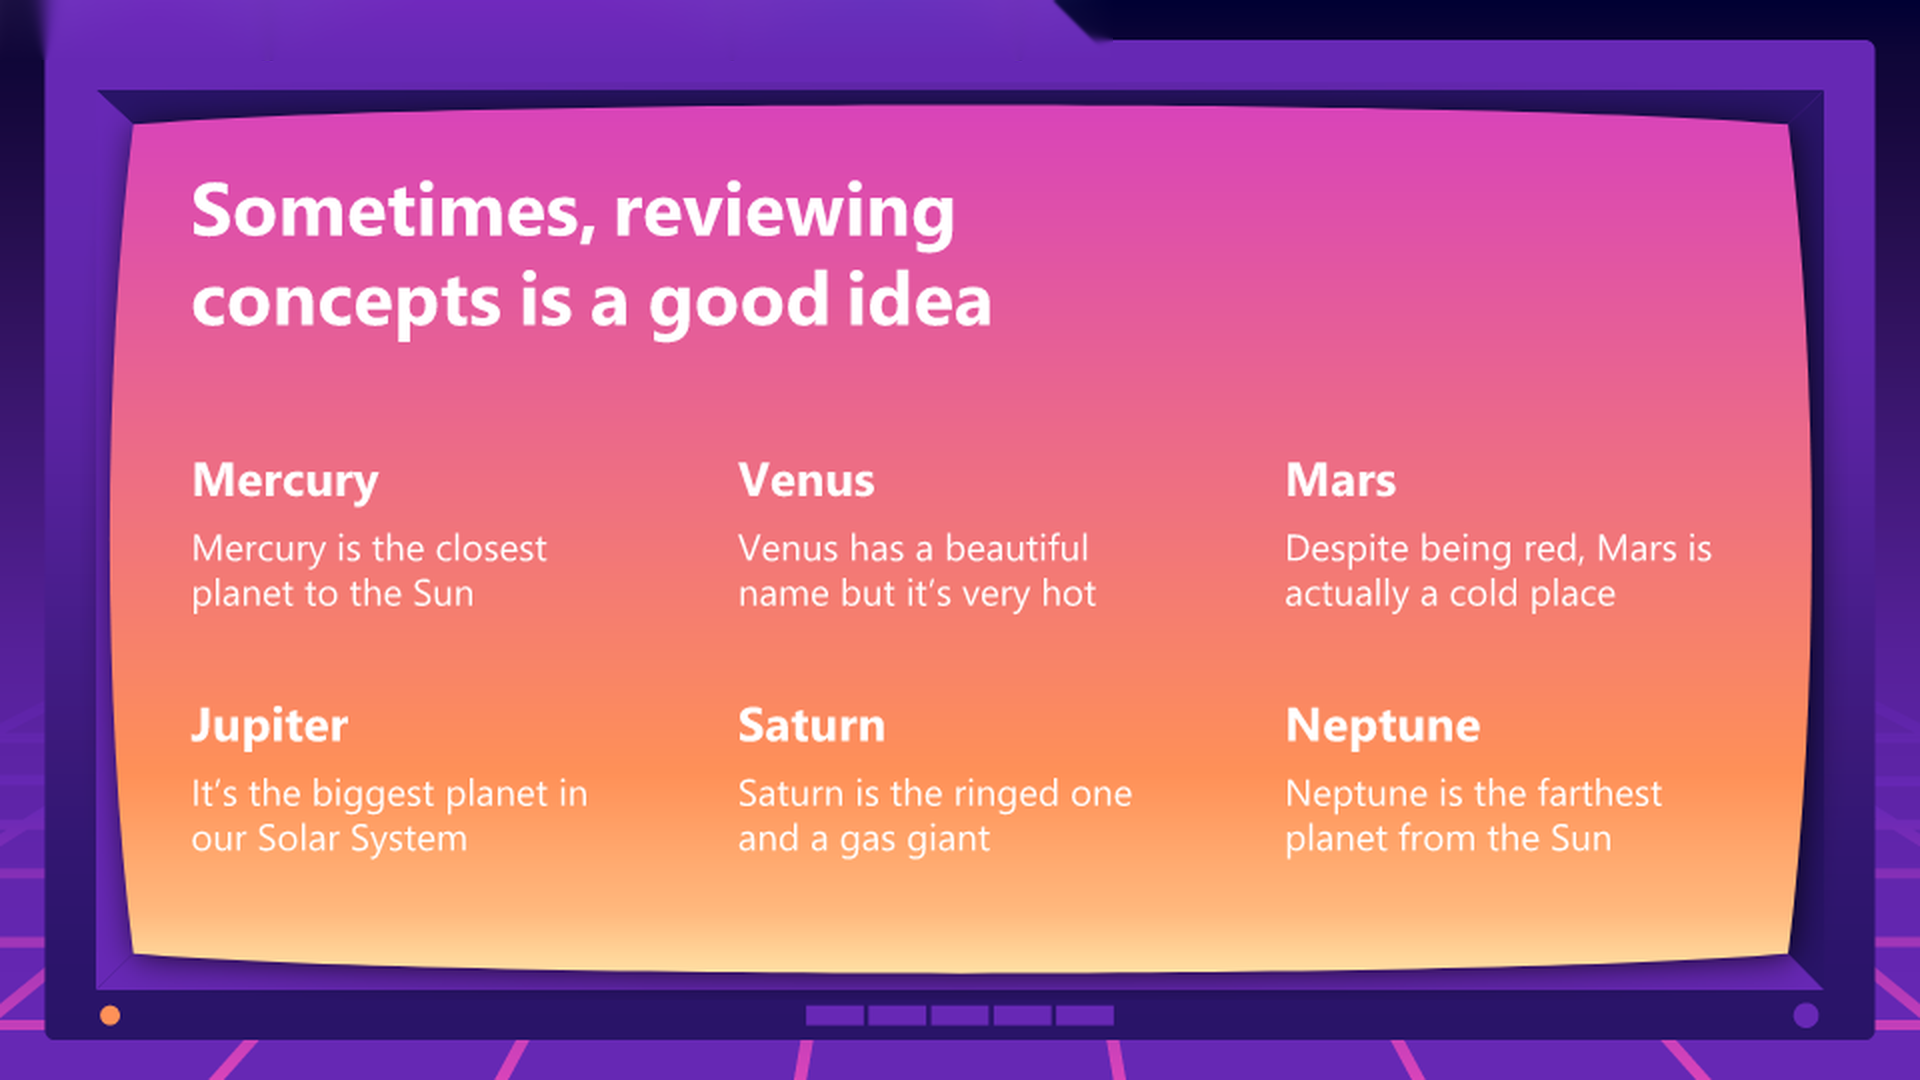 Sometimes, reviewing
concepts is a good idea
Mercury
Mercury is the closest
planet to the Sun
Venus
Venus has a beautiful
name but it’s very hot
Mars
Despite being red, Mars is
actually a cold place
Jupiter
It’s the biggest planet in
our Solar System
Saturn
Saturn is the ringed one
and a gas giant
Neptune
Neptune is the farthest
planet from the Sun